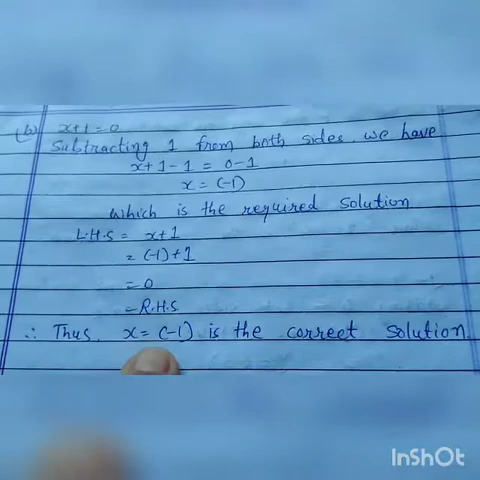 (b) x+1=0
Subtracting 1 from both sides, we have
x+1-1 = 0-1
x = (-1)
which is the required solution
L.H.S = x+1
= (-1)+1
= 0
= R.H.S
∴ Thus, x = (-1) is the correct solution.
InShOt